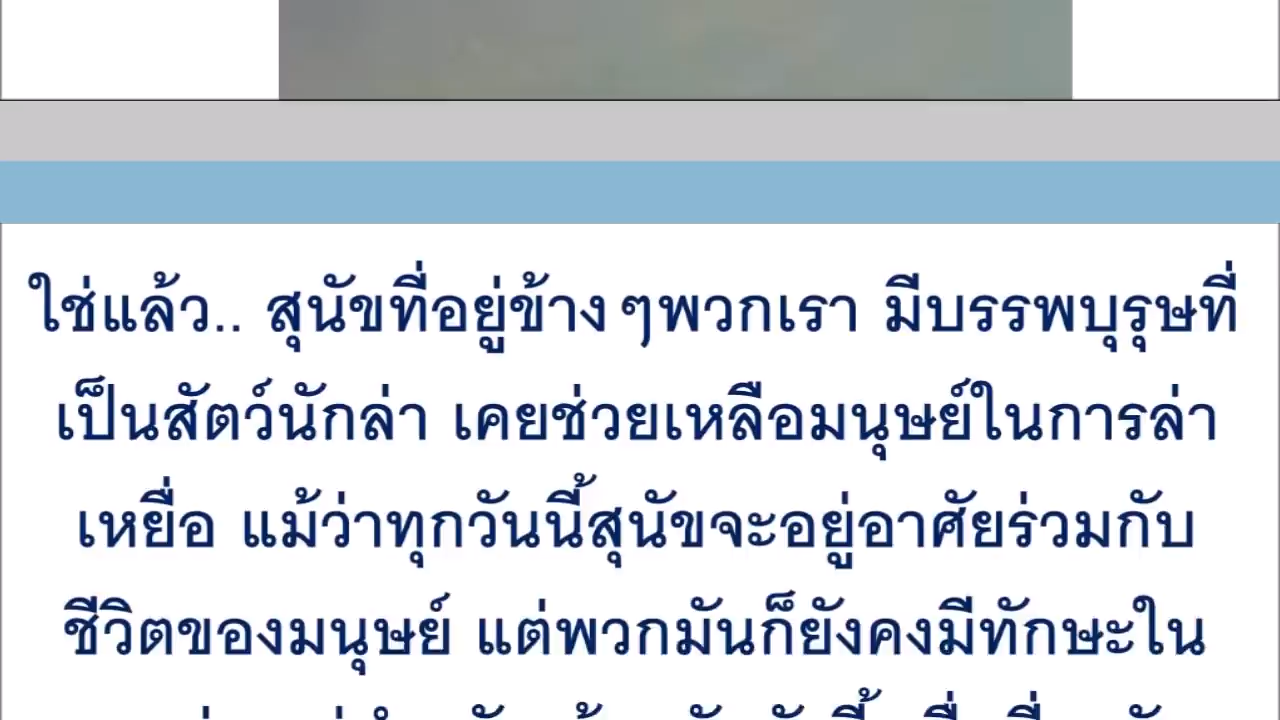 ใช่แล้ว.. สุนัขที่อยู่ข้างๆพวกเรา มีบรรพบุรุษที่
เป็นสัตว์นักล่า เคยช่วยเหลือมนุษย์ในการล่า
เหยื่อ แม้ว่าทุกวันนี้สุนัขจะอยู่อาศัยร่วมกับ
ชีวิตของมนุษย์ แต่พวกมันก็ยังคงมีทักษะใน